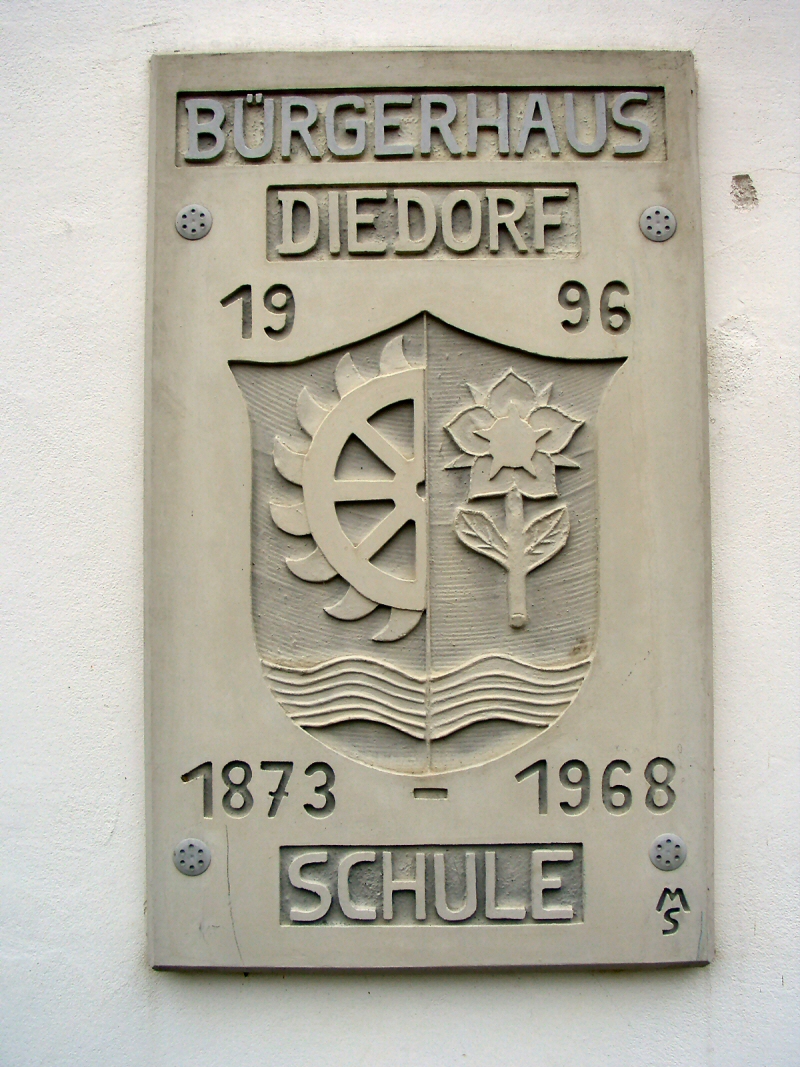 BÜRGERHAUS
DIEDORF
19 96
1873 - 1968
SCHULE
MS